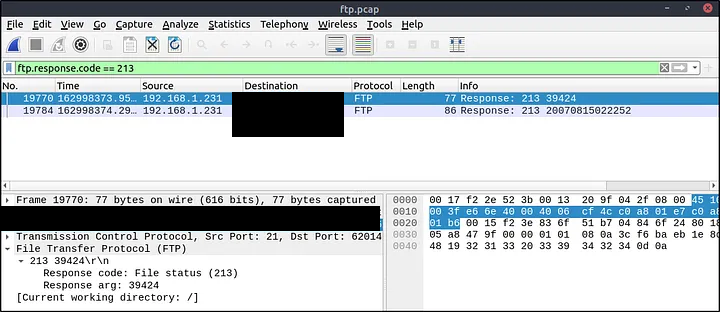 ftp.pcap
File Edit View Go Capture Analyze Statistics Telephony Wireless Tools Help
ftp.response.code == 213
No. Time Source Destination Protocol Length Info
19770 162998373.95… 192.168.1.231 FTP 77 Response: 213 39424
19784 162998374.29… 192.168.1.231 FTP 86 Response: 213 20070815022252
Frame 19770: 77 bytes on wire (616 bits), 77 bytes captured
Transmission Control Protocol, Src Port: 21, Dst Port: 62014
File Transfer Protocol (FTP)
213 39424\r\n
Response code: File status (213)
Response arg: 39424
[Current working directory: /]
0000 00 17 f2 2e 52 3b 00 13 20 9f 04 2f 08 00 45 10
0010 00 3f e6 6e 40 00 40 06 cf 4c c0 a8 01 e7 c0 a8
0020 01 b6 00 15 f2 3e 83 6f 51 b7 04 84 6f 24 80 18
0030 05 a8 47 9f 00 00 01 01 08 0a 3c f6 ba eb 1e 8d
0040 48 19 32 31 33 20 33 39 34 32 34 0d 0a